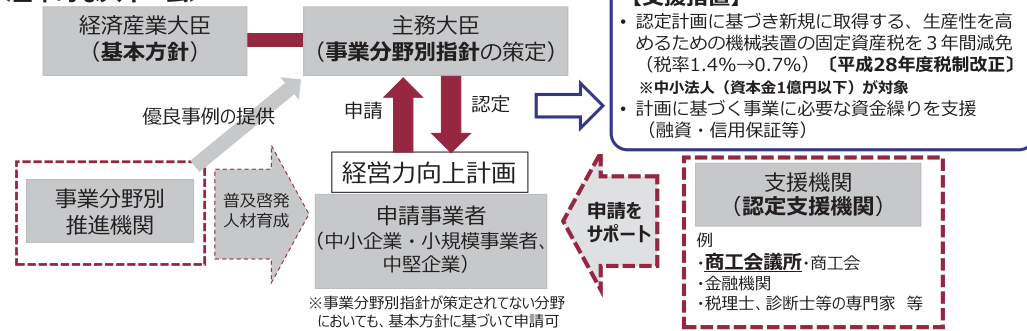 経済産業大臣
（基本方針）
主務大臣
（事業分野別指針の策定）
【支援措置】
・認定計画に基づき新規に取得する、生産性を高
めるための機械装置の固定資産税を３年間減免
（税率1.4%→0.7%）〔平成28年度税制改正〕
※中小法人（資本金1億円以下）が対象
・計画に基づく事業に必要な資金繰りを支援
（融資・信用保証等）
優良事例の提供
申請
認定
経営力向上計画
事業分野別
推進機関
普及啓発
人材育成
申請事業者
（中小企業・小規模事業者、
中堅企業）
※事業分野別指針が策定されてない分野
においても、基本方針に基づいて申請可
申請を
サポート
支援機関
（認定支援機関）
例
・商工会議所・商工会
・金融機関
・税理士、診断士等の専門家 等